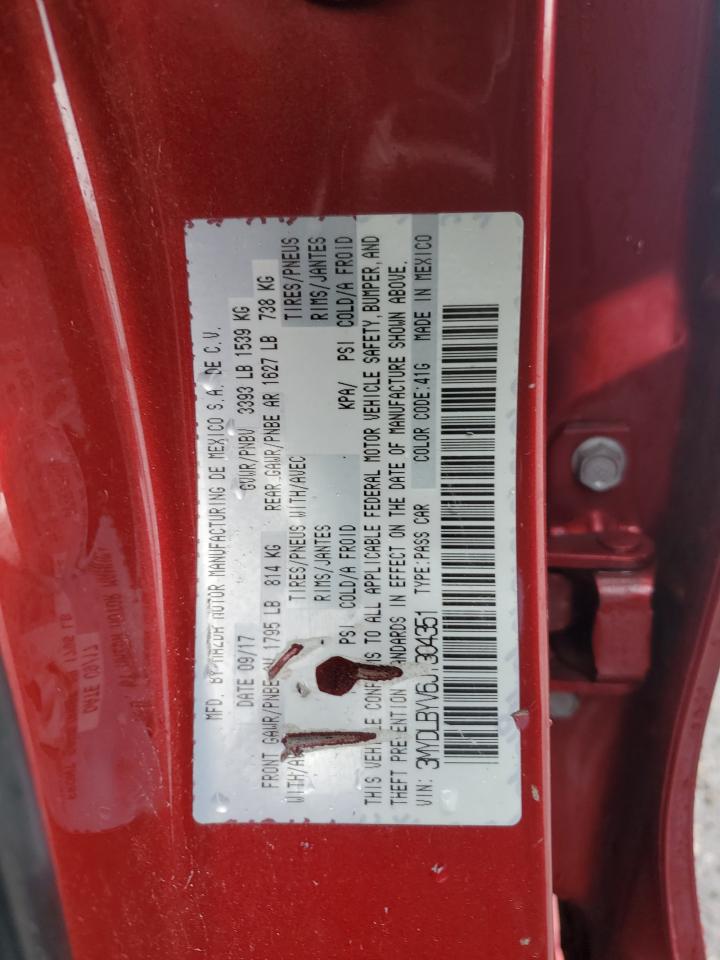 MFD. BY MAZDA MOTOR MANUFACTURING DE MEXICO S.A. DE C.V.
DATE 09/17 GVWR/PNBV 3393 LB 1539 KG
FRONT GAWR/PNBE 1795 LB 814 KG REAR GAWR/PNBE AR 1627 LB 738 KG
TIRES/PNEUS WITH/AVEC TIRES/PNEUS
RIMS/JANTES RIMS/JANTES
PSI COLD/A FROID KPA/ PSI COLD/A FROID
THIS VEHICLE TO ALL APPLICABLE FEDERAL MOTOR VEHICLE SAFETY, BUMPER, AND
THEFT PREVENTION IN EFFECT ON THE DATE OF MANUFACTURE SHOWN ABOVE.
VIN: 3MYDLBYV6JY304351 TYPE:PASS CAR COLOR CODE:41G MADE IN MEXICO